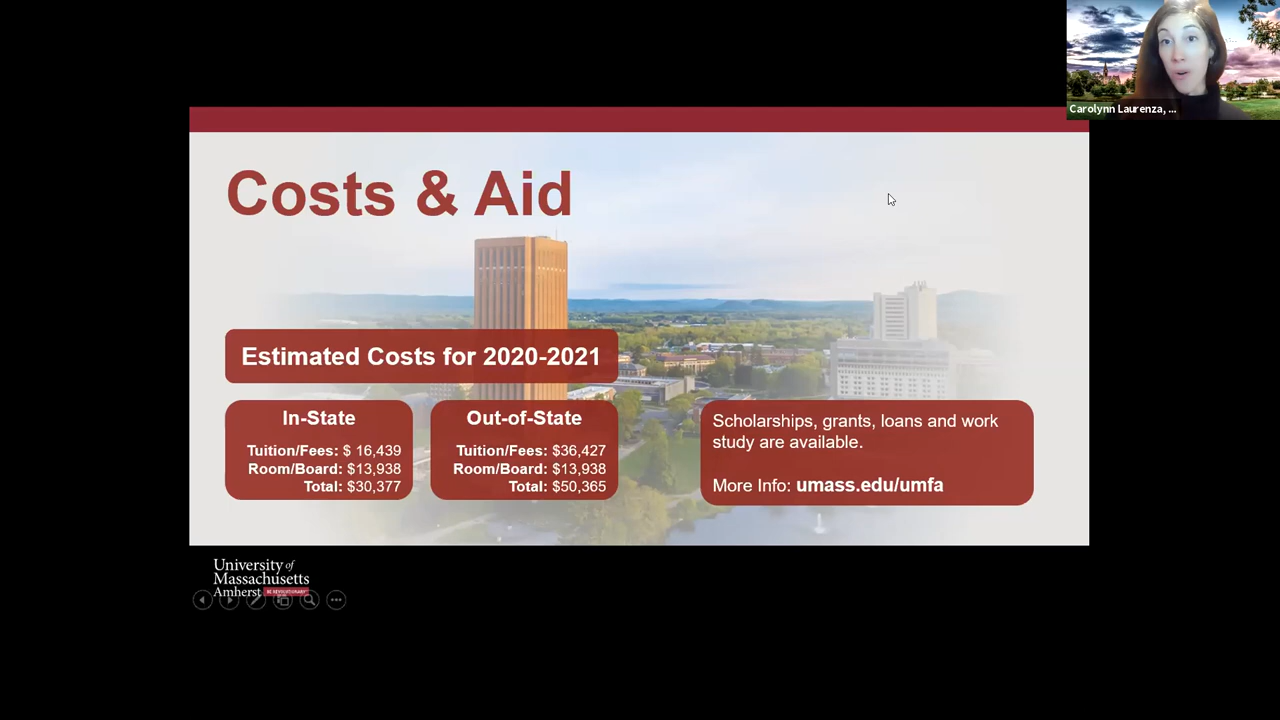 Carolynn Laurenza, ...
Costs & Aid
Estimated Costs for 2020-2021
In-State
Tuition/Fees: $ 16,439
Room/Board: $13,938
Total: $30,377
Out-of-State
Tuition/Fees: $36,427
Room/Board: $13,938
Total: $50,365
Scholarships, grants, loans and work
study are available.
More Info: umass.edu/umfa
University of
Massachusetts
Amherst BE REVOLUTIONARY